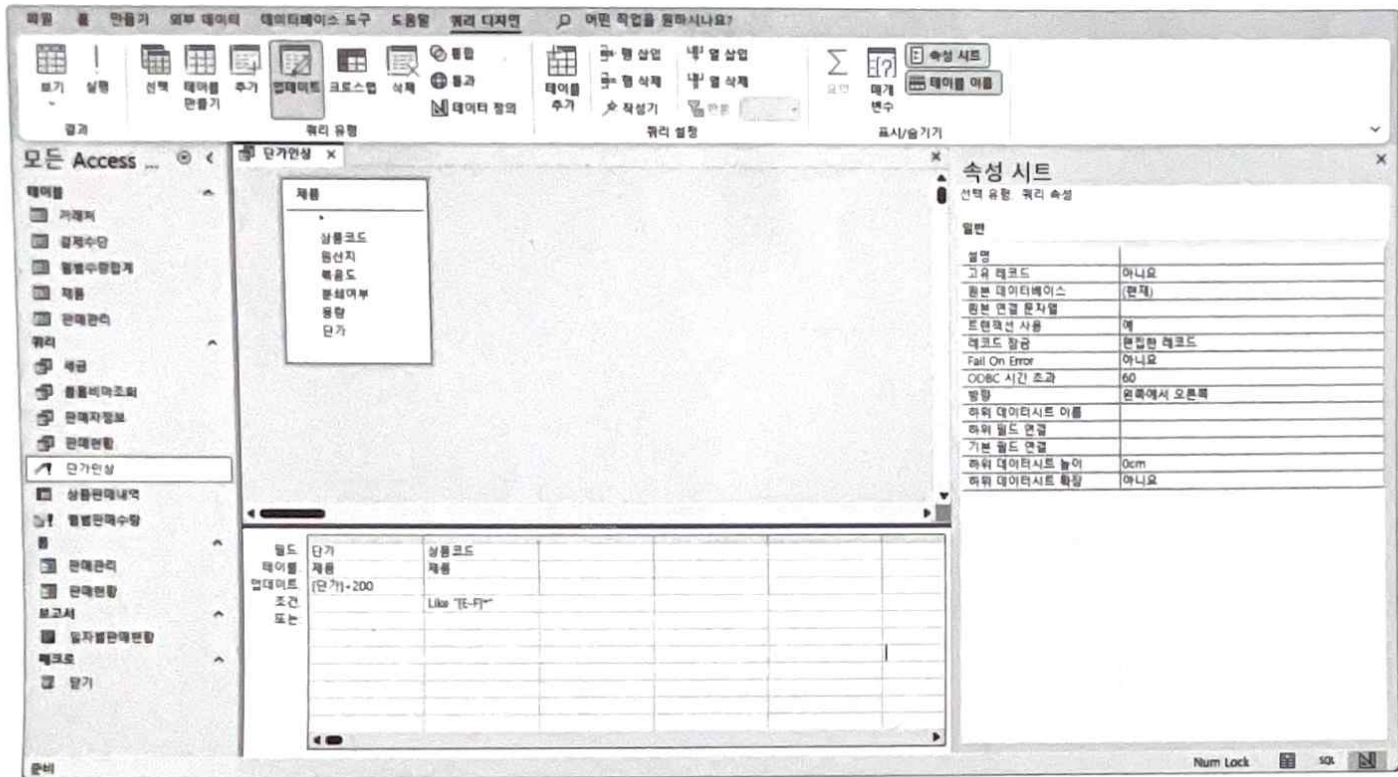 파일 홈 만들기 외부 데이터 데이터베이스 도구 도움말 쿼리 디자인 어떤 작업을 원하시나요?
보기 실행 선택 테이블 만들기 추가 업데이트 크로스탭 삭제
통합
통과
데이터 정의
테이블 추가
행 삽입
행 삭제
작성기
열 삽입
열 삭제
반환
요약
매개 변수
속성 시트
테이블 이름
결과 쿼리 유형 쿼리 설정 표시/숨기기
모든 Access ...
테이블
거래처
결제수단
월별수량합계
제품
판매관리
쿼리
세금
판매자정보
판매현황
단가인상
상품판매내역
월별판매수량
폼
판매관리
판매현황
보고서
일자별판매현황
매크로
닫기
단가인상
제품
*
상품코드
원산지
볶음도
분쇄여부
용량
단가
필드: 단가 상품코드
테이블: 제품 제품
업데이트: [단가]+200
조건: Like "[E-F]*"
또는:
속성 시트
선택 유형: 쿼리 속성
일반
설명
고유 레코드 아니요
원본 데이터베이스 (현재)
원본 연결 문자열
트랜잭션 사용 예
레코드 잠금 편집한 레코드
Fail On Error 아니요
ODBC 시간 초과 60
방향 왼쪽에서 오른쪽
하위 데이터시트 이름
하위 필드 연결
기본 필드 연결
하위 데이터시트 높이 0cm
하위 데이터시트 확장 아니요
준비
Num Lock SQL